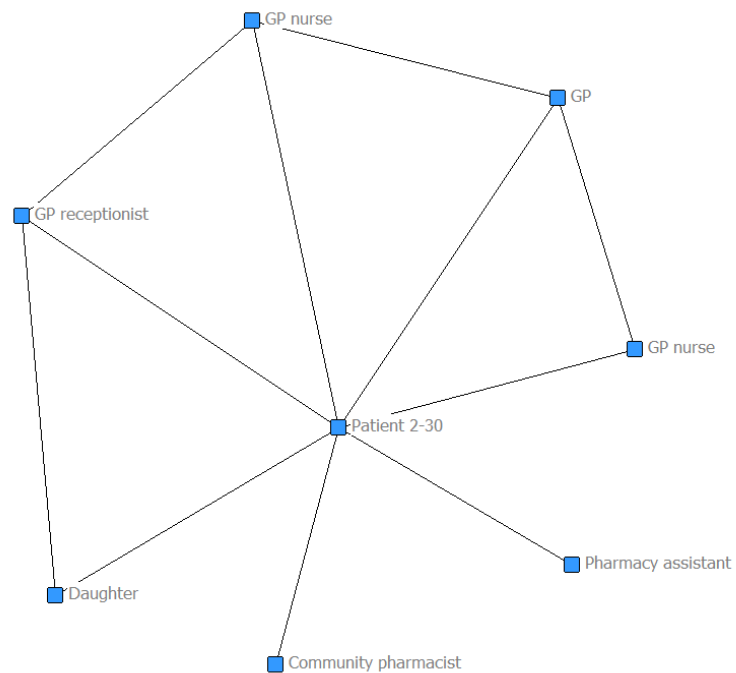 GP nurse
GP
GP receptionist
GP nurse
Patient 2-30
Pharmacy assistant
Daughter
Community pharmacist